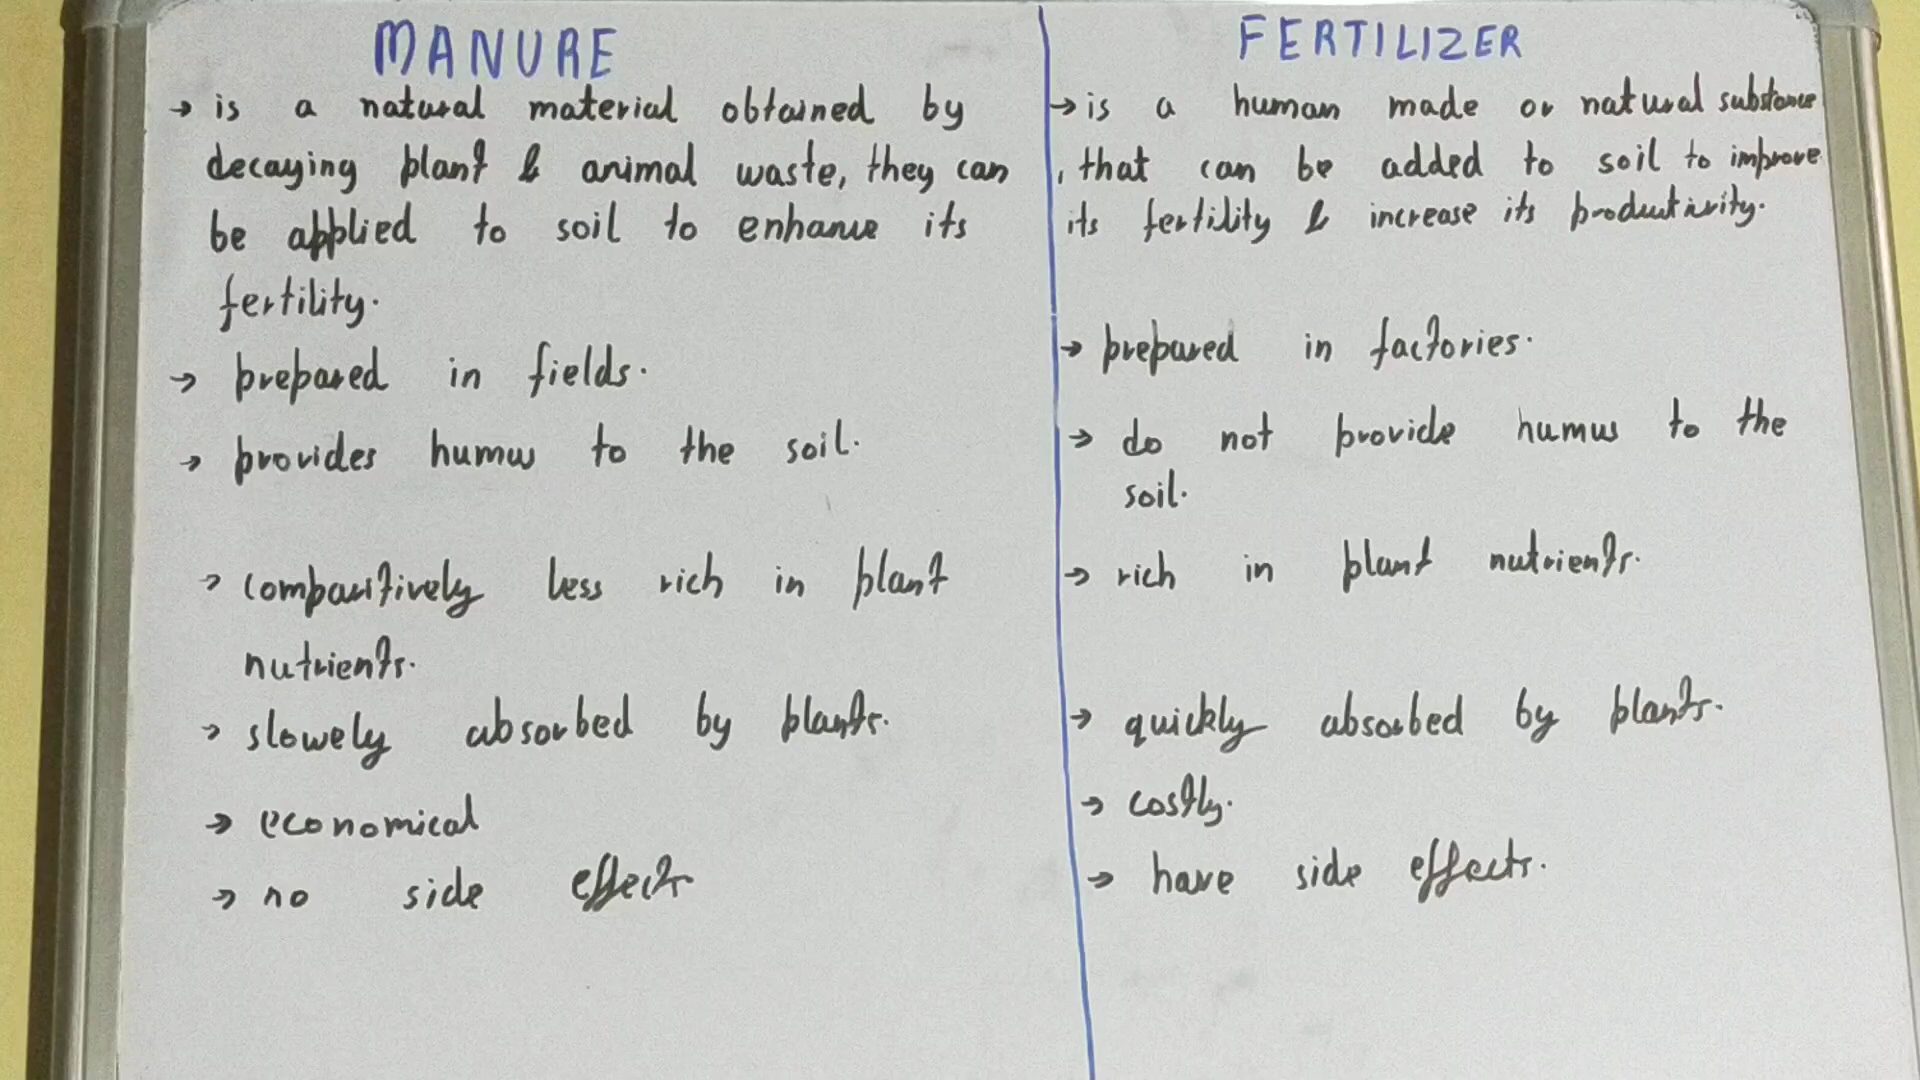 MANURE
→ is a natural material obtained by
decaying plant & animal waste, they can
be applied to soil to enhance its
fertility.
→ prepared in fields.
→ provides humus to the soil.
→ comparitively less rich in plant
nutrients.
→ slowely absorbed by plants.
→ economical
→ no side effects
FERTILIZER
→ is a human made or natural substance
, that can be added to soil to improve
its fertility & increase its productivity.
→ prepared in factories.
→ do not provide humus to the
soil.
→ rich in plant nutrients.
→ quickly absorbed by plants.
→ costly.
→ have side effects.